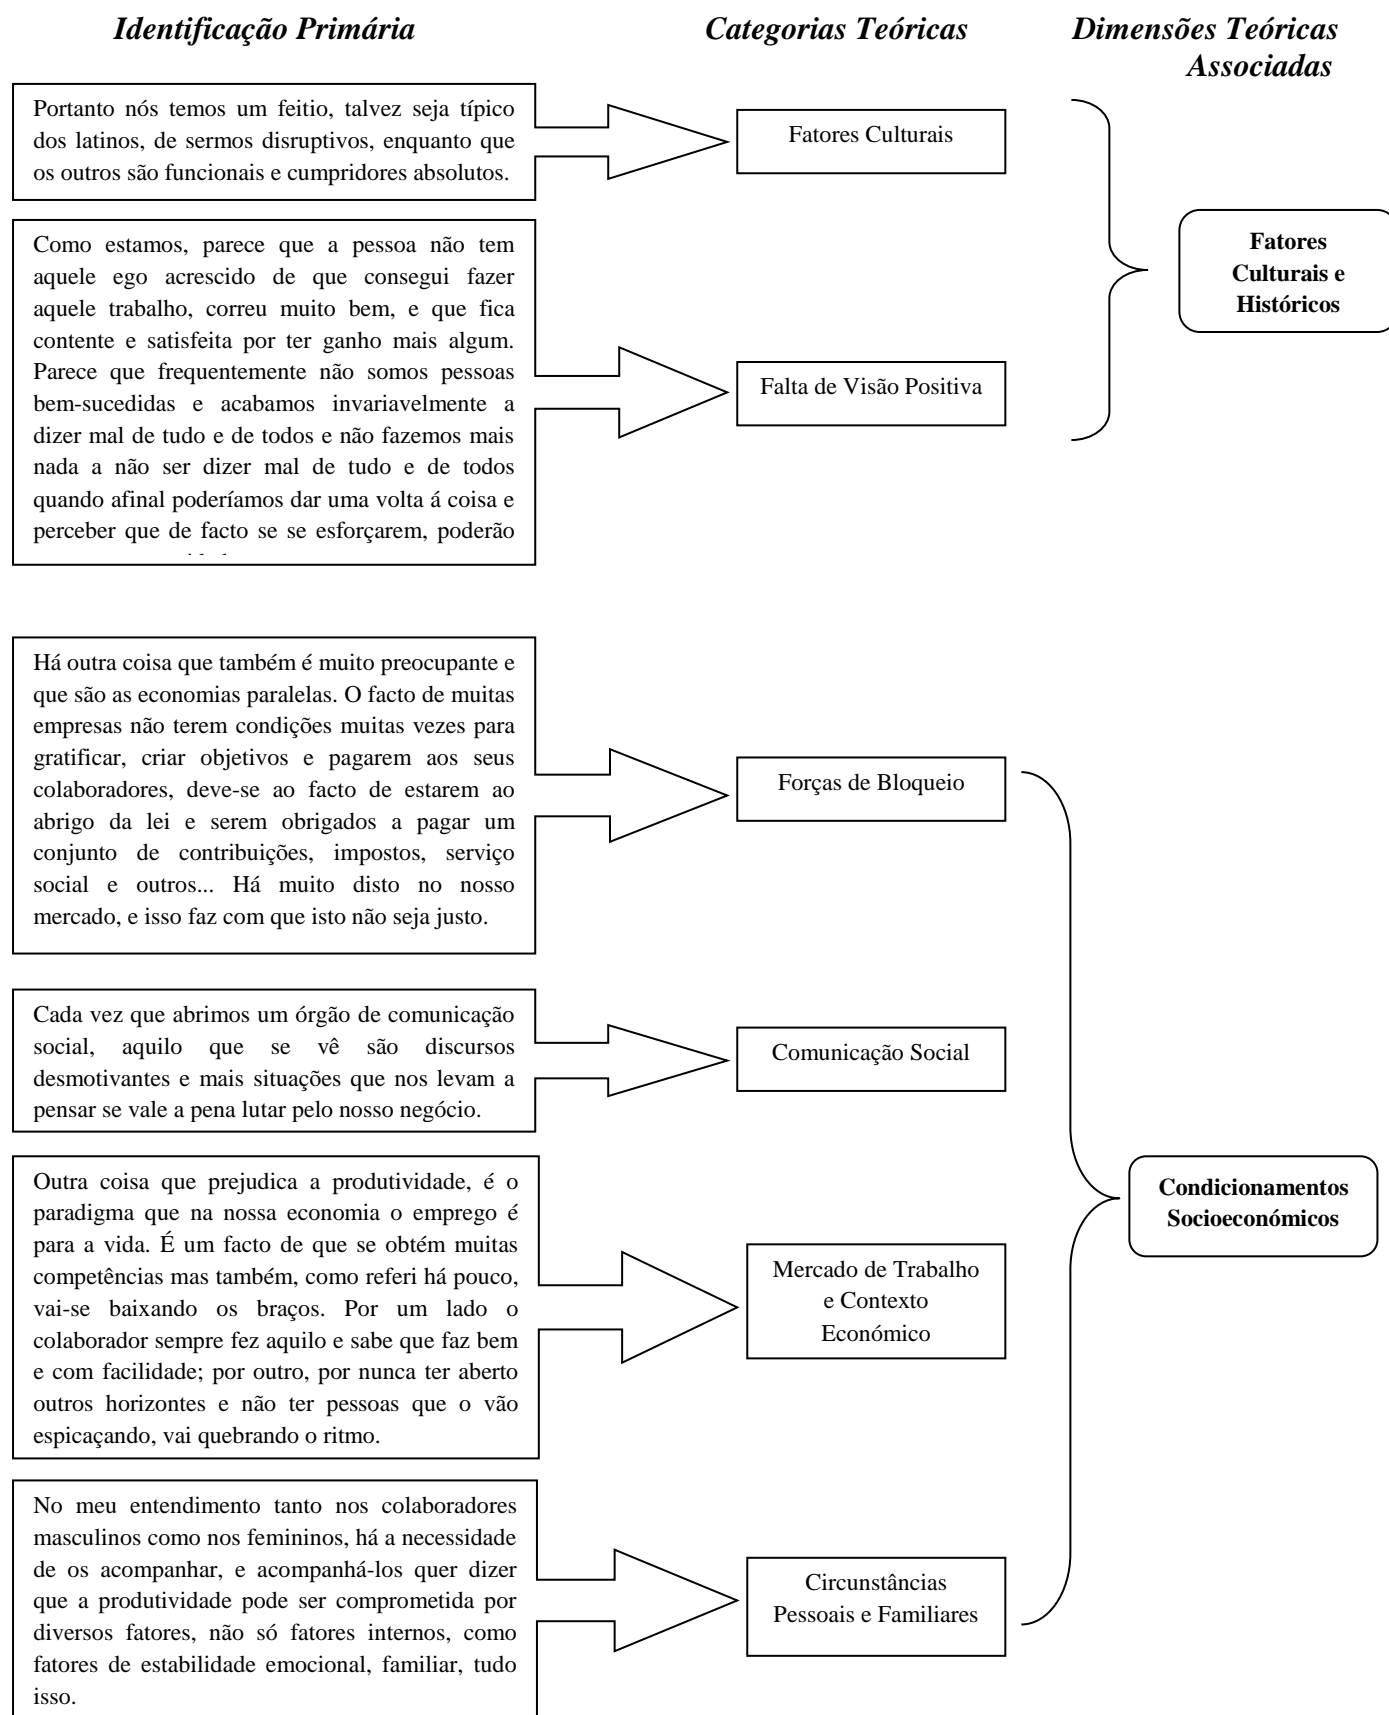 Identificação Primária
Categorias Teóricas
Dimensões Teóricas
Associadas
Portanto nós temos um feitio, talvez seja típico
dos latinos, de sermos disruptivos, enquanto que
os outros são funcionais e cumpridores absolutos.
Fatores Culturais
Como estamos, parece que a pessoa não tem
aquele ego acrescido de que consegui fazer
aquele trabalho, correu muito bem, e que fica
contente e satisfeita por ter ganho mais algum.
Parece que frequentemente não somos pessoas
bem-sucedidas e acabamos invariavelmente a
dizer mal de tudo e de todos e não fazemos mais
nada a não ser dizer mal de tudo e de todos
quando afinal poderíamos dar uma volta á coisa e
perceber que de facto se se esforçarem, poderão
Falta de Visão Positiva
Fatores
Culturais e
Históricos
Há outra coisa que também é muito preocupante e
que são as economias paralelas. O facto de muitas
empresas não terem condições muitas vezes para
gratificar, criar objetivos e pagarem aos seus
colaboradores, deve-se ao facto de estarem ao
abrigo da lei e serem obrigados a pagar um
conjunto de contribuições, impostos, serviço
social e outros... Há muito disto no nosso
mercado, e isso faz com que isto não seja justo.
Forças de Bloqueio
Cada vez que abrimos um órgão de comunicação
social, aquilo que se vê são discursos
desmotivantes e mais situações que nos levam a
pensar se vale a pena lutar pelo nosso negócio.
Comunicação Social
Outra coisa que prejudica a produtividade, é o
paradigma que na nossa economia o emprego é
para a vida. É um facto de que se obtém muitas
competências mas também, como referi há pouco,
vai-se baixando os braços. Por um lado o
colaborador sempre fez aquilo e sabe que faz bem
e com facilidade; por outro, por nunca ter aberto
outros horizontes e não ter pessoas que o vão
espicaçando, vai quebrando o ritmo.
Mercado de Trabalho
e Contexto
Económico
Condicionamentos
Socioeconómicos
No meu entendimento tanto nos colaboradores
masculinos como nos femininos, há a necessidade
de os acompanhar, e acompanhá-los quer dizer
que a produtividade pode ser comprometida por
diversos fatores, não só fatores internos, como
fatores de estabilidade emocional, familiar, tudo
isso.
Circunstâncias
Pessoais e Familiares